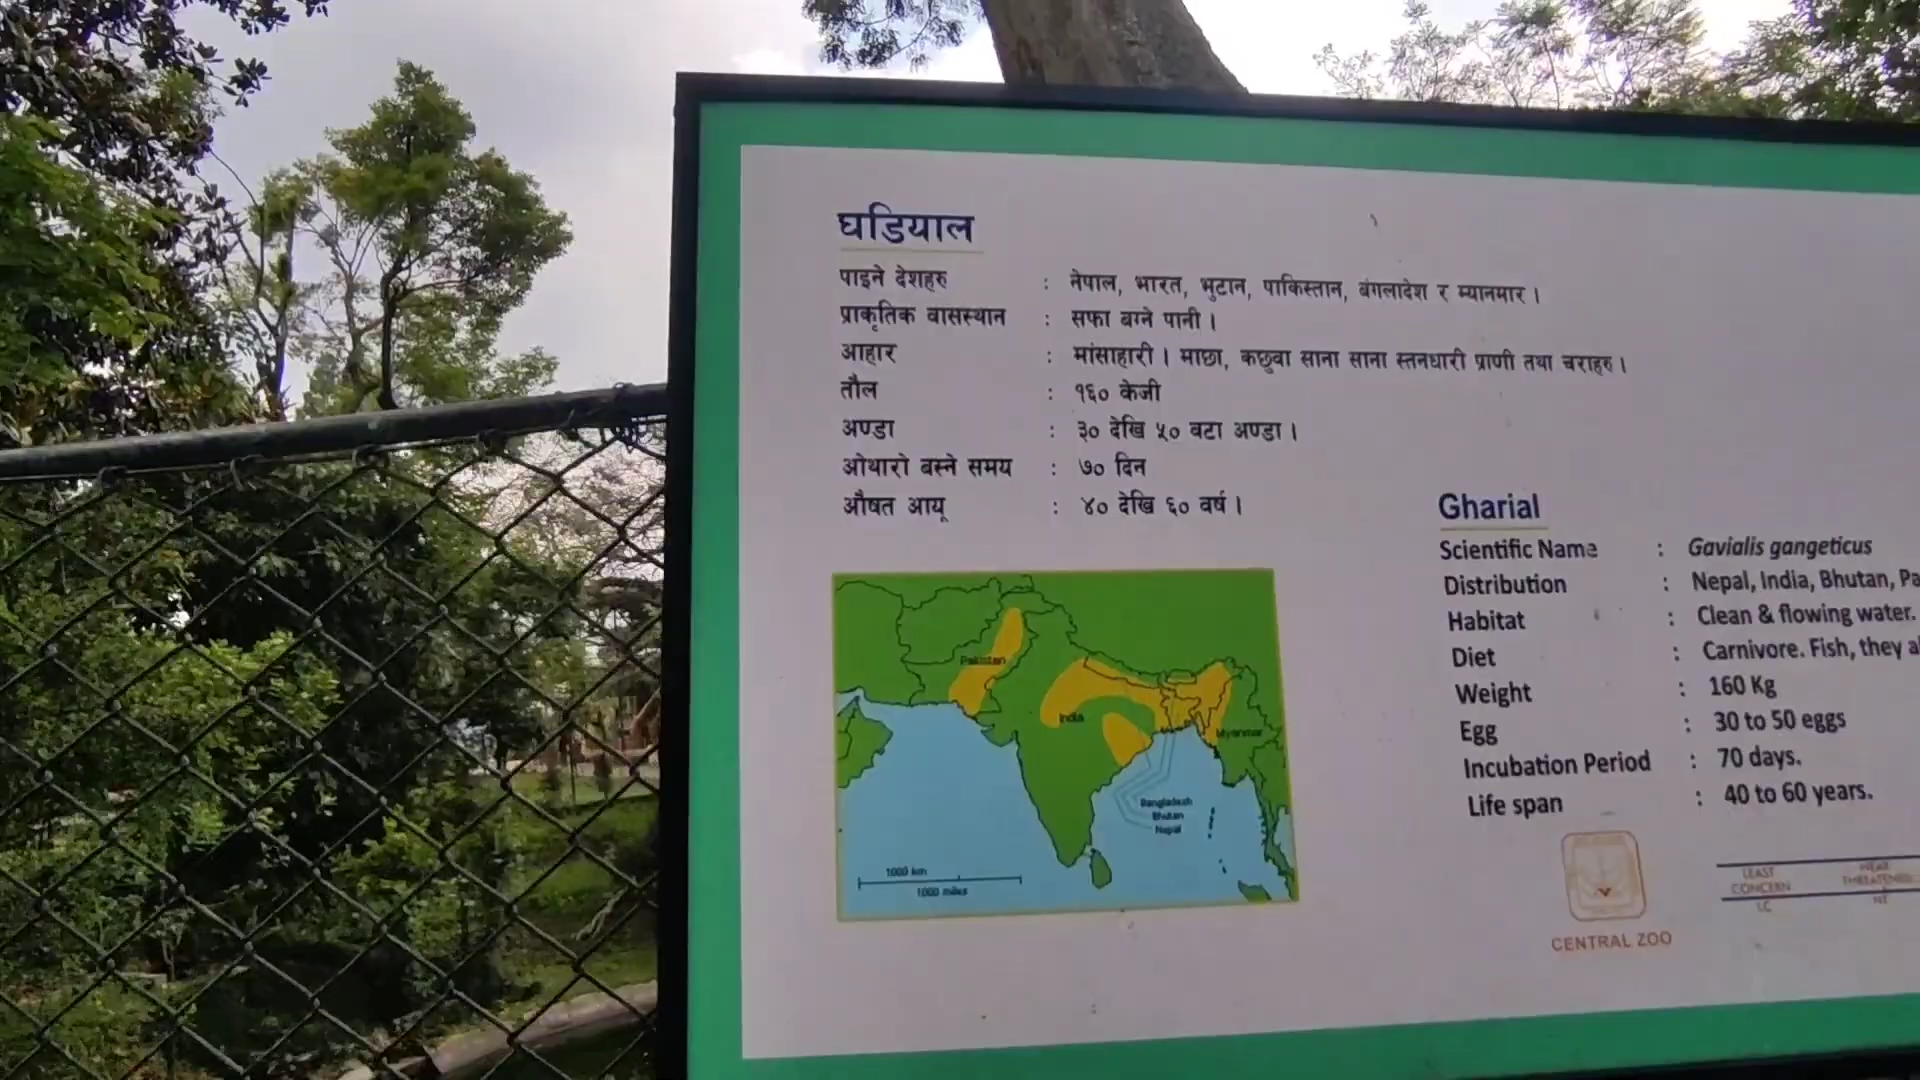 घडियाल
पाइने देशहरु : नेपाल, भारत, भुटान, पाकिस्तान, बंगलादेश र म्यानमार ।
प्राकृतिक वासस्थान : सफा बग्ने पानी ।
आहार : मांसाहारी । माछा, कछुवा साना साना स्तनधारी प्राणी तथा चराहरु ।
तौल : १६० केजी
अण्डा : ३० देखि ५० वटा अण्डा ।
ओथारो बस्ने समय : ७० दिन
औषत आयू : ४० देखि ६० वर्ष ।
Gharial
Scientific Name : Gavialis gangeticus
Distribution : Nepal, India, Bhutan, Pa
Habitat : Clean & flowing water.
Diet : Carnivore. Fish, they a
Weight : 160 Kg
Egg : 30 to 50 eggs
Incubation Period : 70 days.
Life span : 40 to 60 years.
Pakistan
India
Myanmar
Bangladesh
Bhutan
Nepal
1000 km
1000 miles
CENTRAL ZOO
LEAST
CONCERN
LC
NEAR
THREATENED
NT